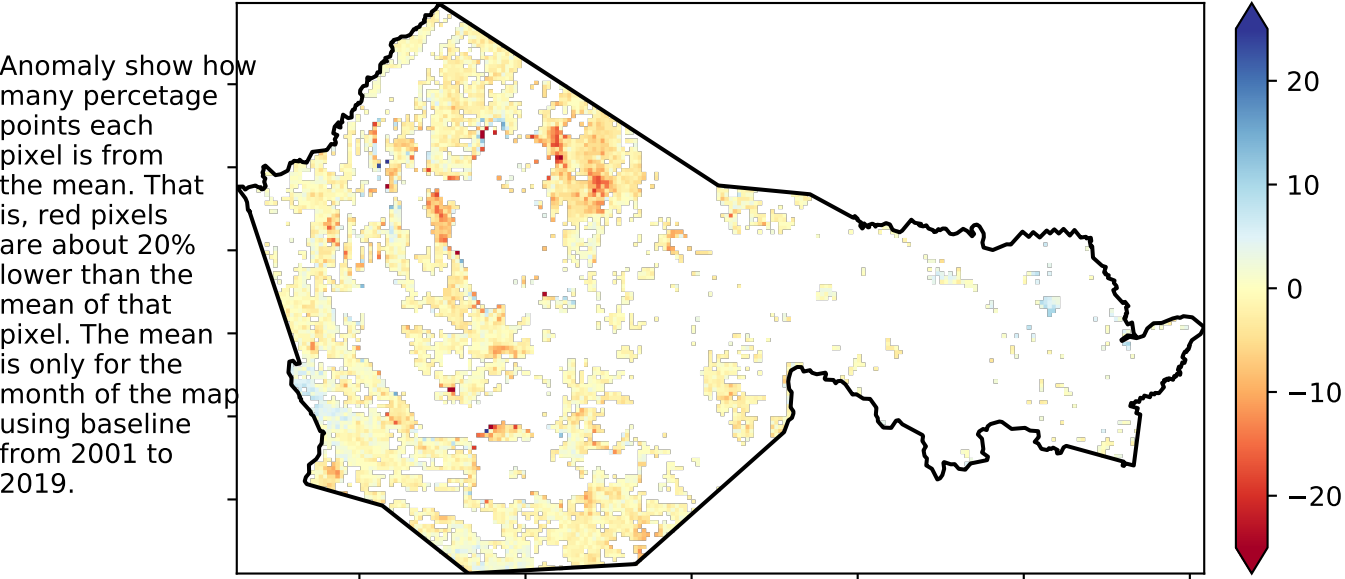 Anomaly show how
many percetage
points each
pixel is from
the mean. That
is, red pixels
are about 20%
lower than the
mean of that
pixel. The mean
is only for the
month of the map
using baseline
from 2001 to
2019.
20
10
0
−10
−20